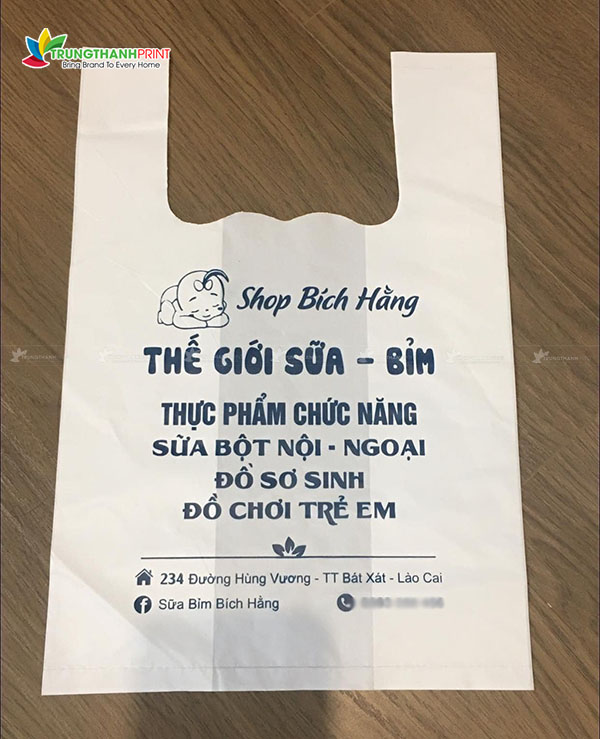 TRUNGTHANHPRINT
Bring Brand To Every Home
Shop Bích Hằng
THẾ GIỚI SỮA - BỈM
THỰC PHẨM CHỨC NĂNG
SỮA BỘT NỘI - NGOẠI
ĐỒ SƠ SINH
ĐỒ CHƠI TRẺ EM
234 Đường Hùng Vương - TT Bát Xát - Lào Cai
Sữa Bỉm Bích Hằng